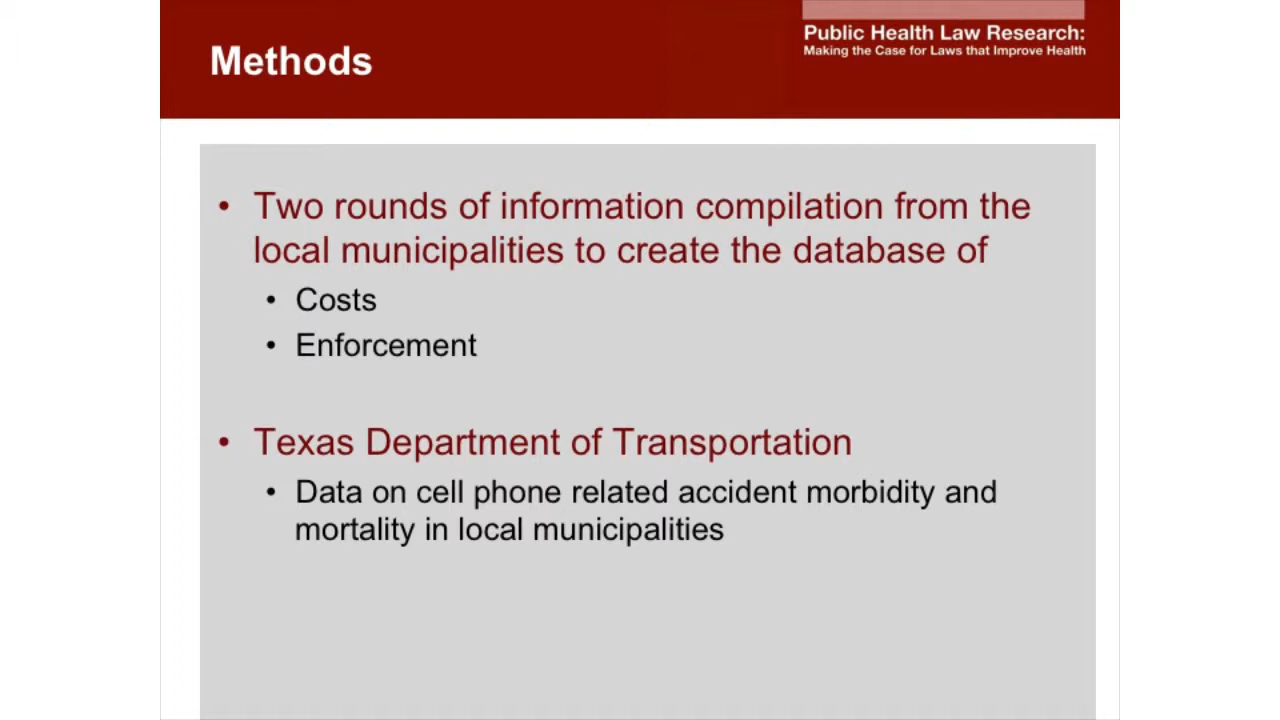 Methods
Public Health Law Research:
Making the Case for Laws that Improve Health
• Two rounds of information compilation from the
local municipalities to create the database of
• Costs
• Enforcement
• Texas Department of Transportation
• Data on cell phone related accident morbidity and
mortality in local municipalities